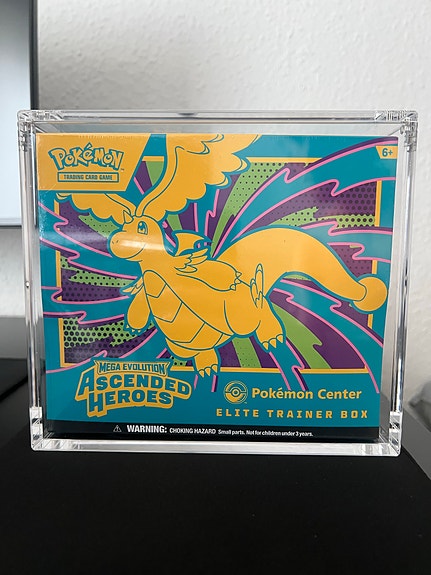 POKéMON
TRADING CARD GAME
6+
MEGA EVOLUTION
ASCENDED
HEROES
Pokémon Center
ELITE TRAINER BOX
WARNING: CHOKING HAZARD Small parts. Not for children under 3 years.